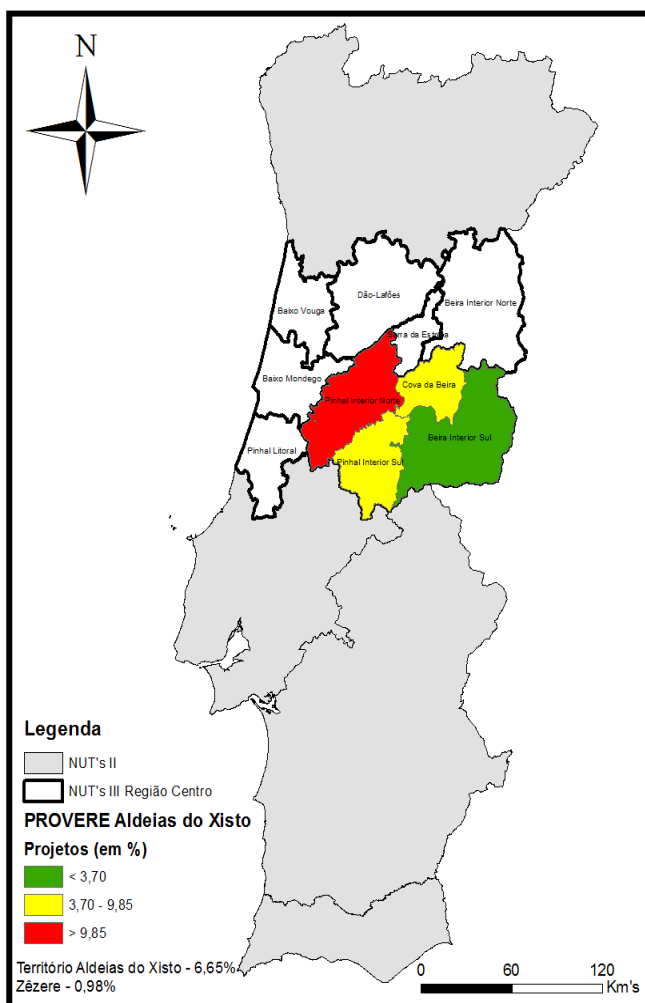 N
Dão-Lafões
Beira Interior Norte
Baixo Vouga
Serra da Estrela
Baixo Mondego
Cova da Beira
Pinhal Interior Norte
Beira Interior Sul
Pinhal Litoral
Pinhal Interior Sul
Legenda
NUT's II
NUT's III Região Centro
PROVERE Aldeias do Xisto
Projetos (em %)
< 3,70
3,70 - 9,85
> 9,85
Território Aldeias do Xisto - 6,65%
Zêzere - 0,98%
0 60 120
Km's